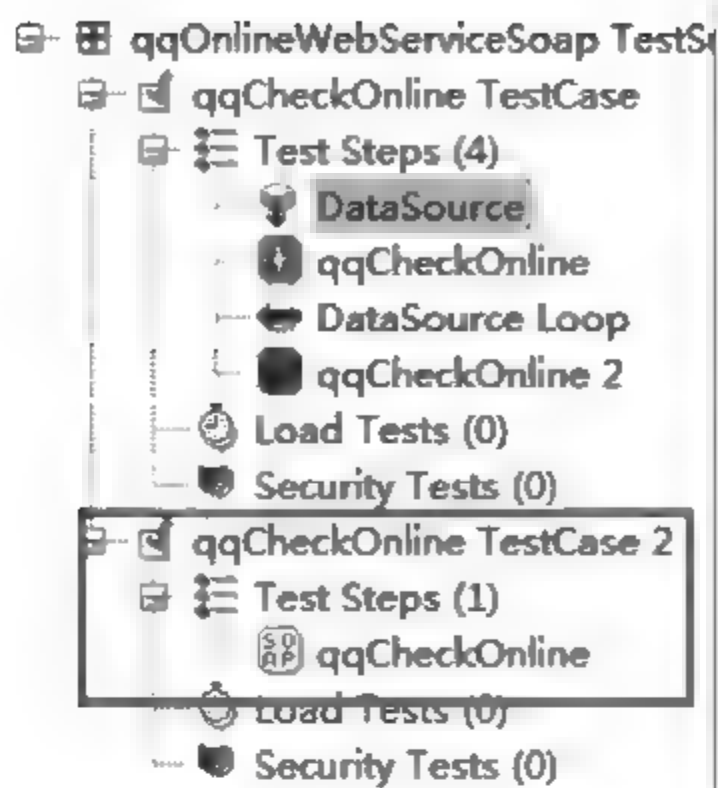 qqOnlineWebServiceSoap TestS
qqCheckOnline TestCase
Test Steps (4)
DataSource
qqCheckOnline
DataSource Loop
qqCheckOnline 2
Load Tests (0)
Security Tests (0)
qqCheckOnline TestCase 2
Test Steps (1)
SOAP qqCheckOnline
Load Tests (0)
Security Tests (0)